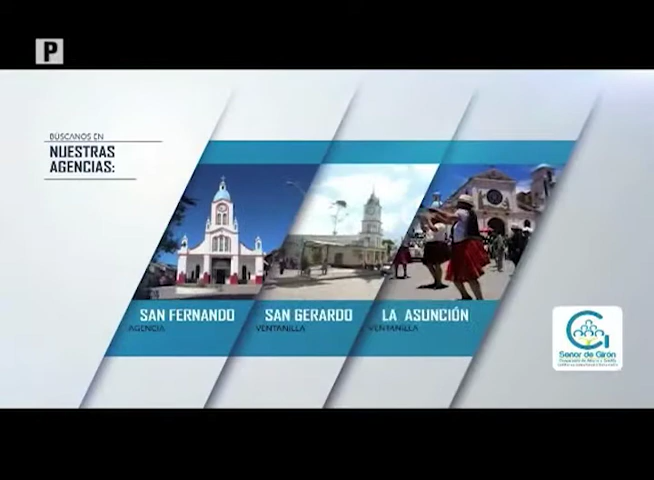 P
BÚSCANOS EN
NUESTRAS
AGENCIAS:
SAN FERNANDO
AGENCIA
SAN GERARDO
VENTANILLA
LA ASUNCIÓN
VENTANILLA
Señor de Girón